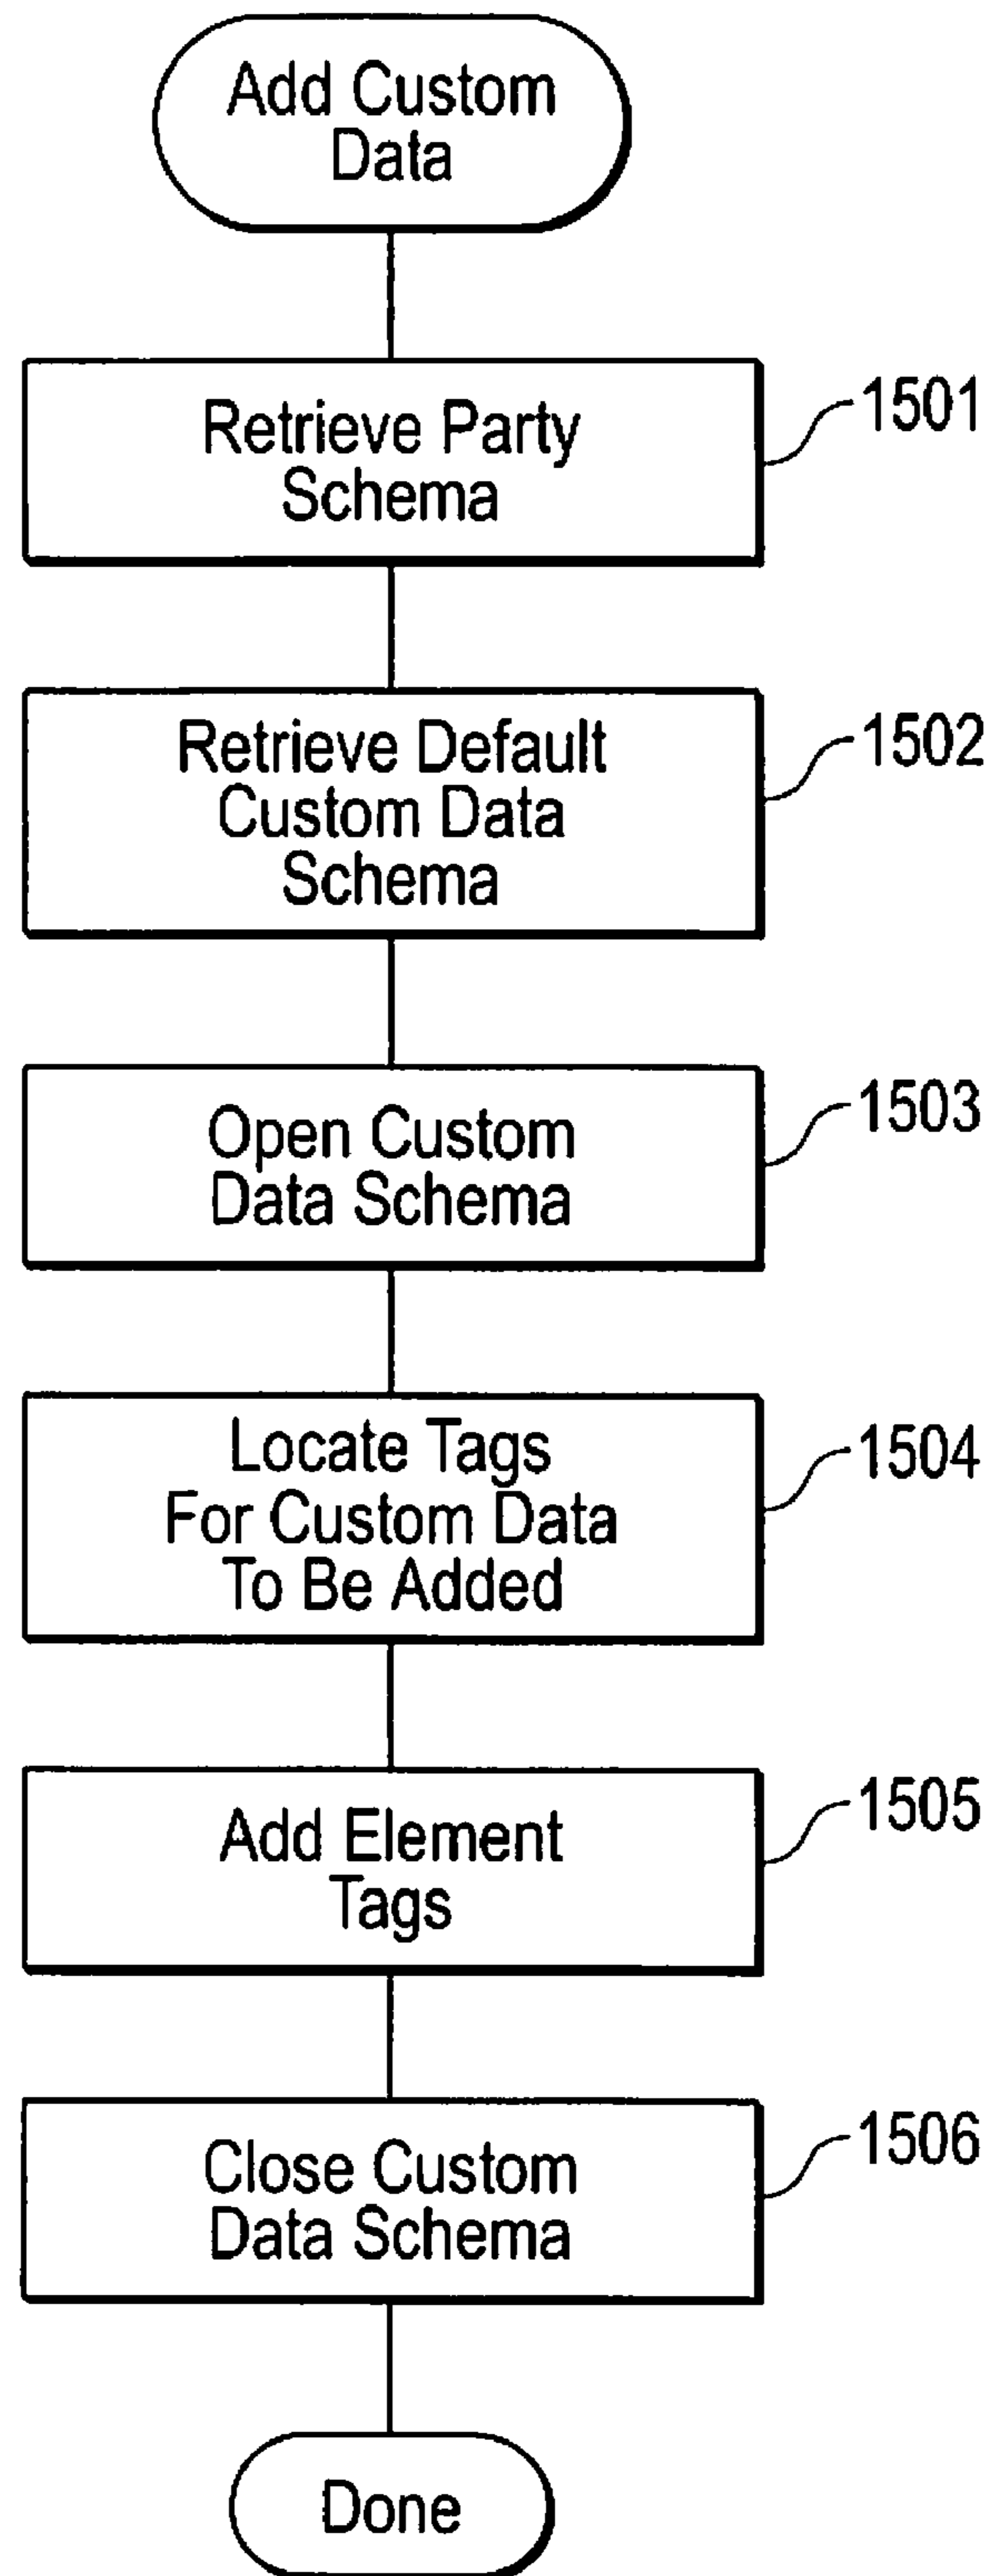 Add Custom
Data
Retrieve Party
Schema
1501
Retrieve Default
Custom Data
Schema
1502
Open Custom
Data Schema
1503
Locate Tags
For Custom Data
To Be Added
1504
Add Element
Tags
1505
Close Custom
Data Schema
1506
Done